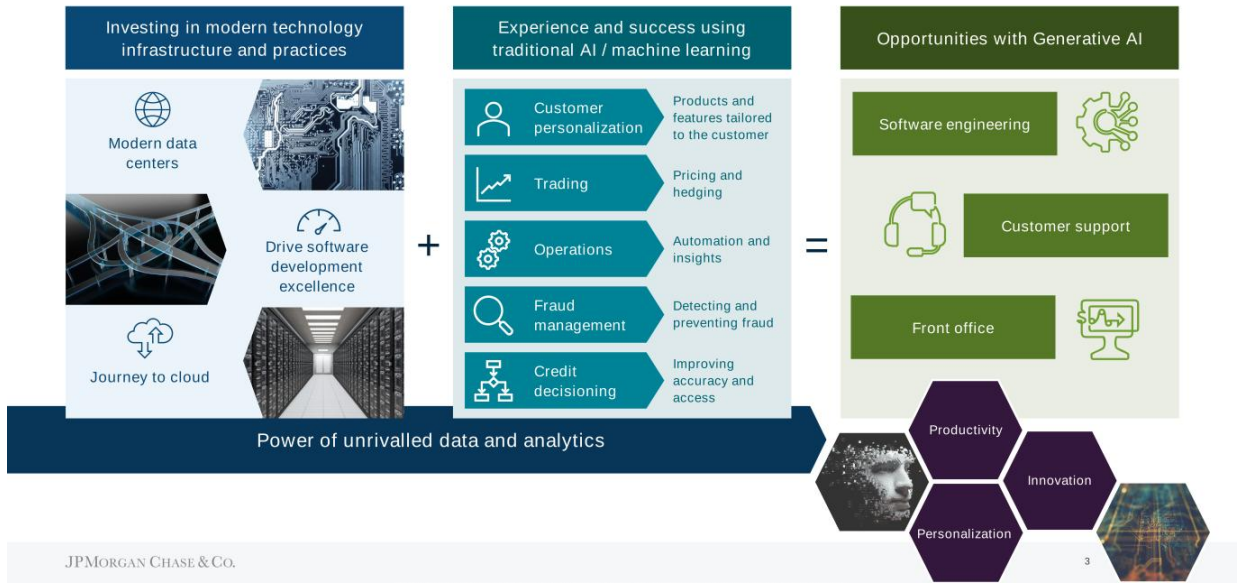 Investing in modern technology
infrastructure and practices
Modern data
centers
Drive software
development
excellence
Journey to cloud
+
Experience and success using
traditional AI / machine learning
Customer
personalization
Products and
features tailored
to the customer
Trading
Pricing and
hedging
Operations
Automation and
insights
Fraud
management
Detecting and
preventing fraud
Credit
decisioning
Improving
accuracy and
access
=
Opportunities with Generative AI
Software engineering
Customer support
Front office
$
Power of unrivalled data and analytics
Productivity
Innovation
Personalization
JPMORGAN CHASE & CO.
3